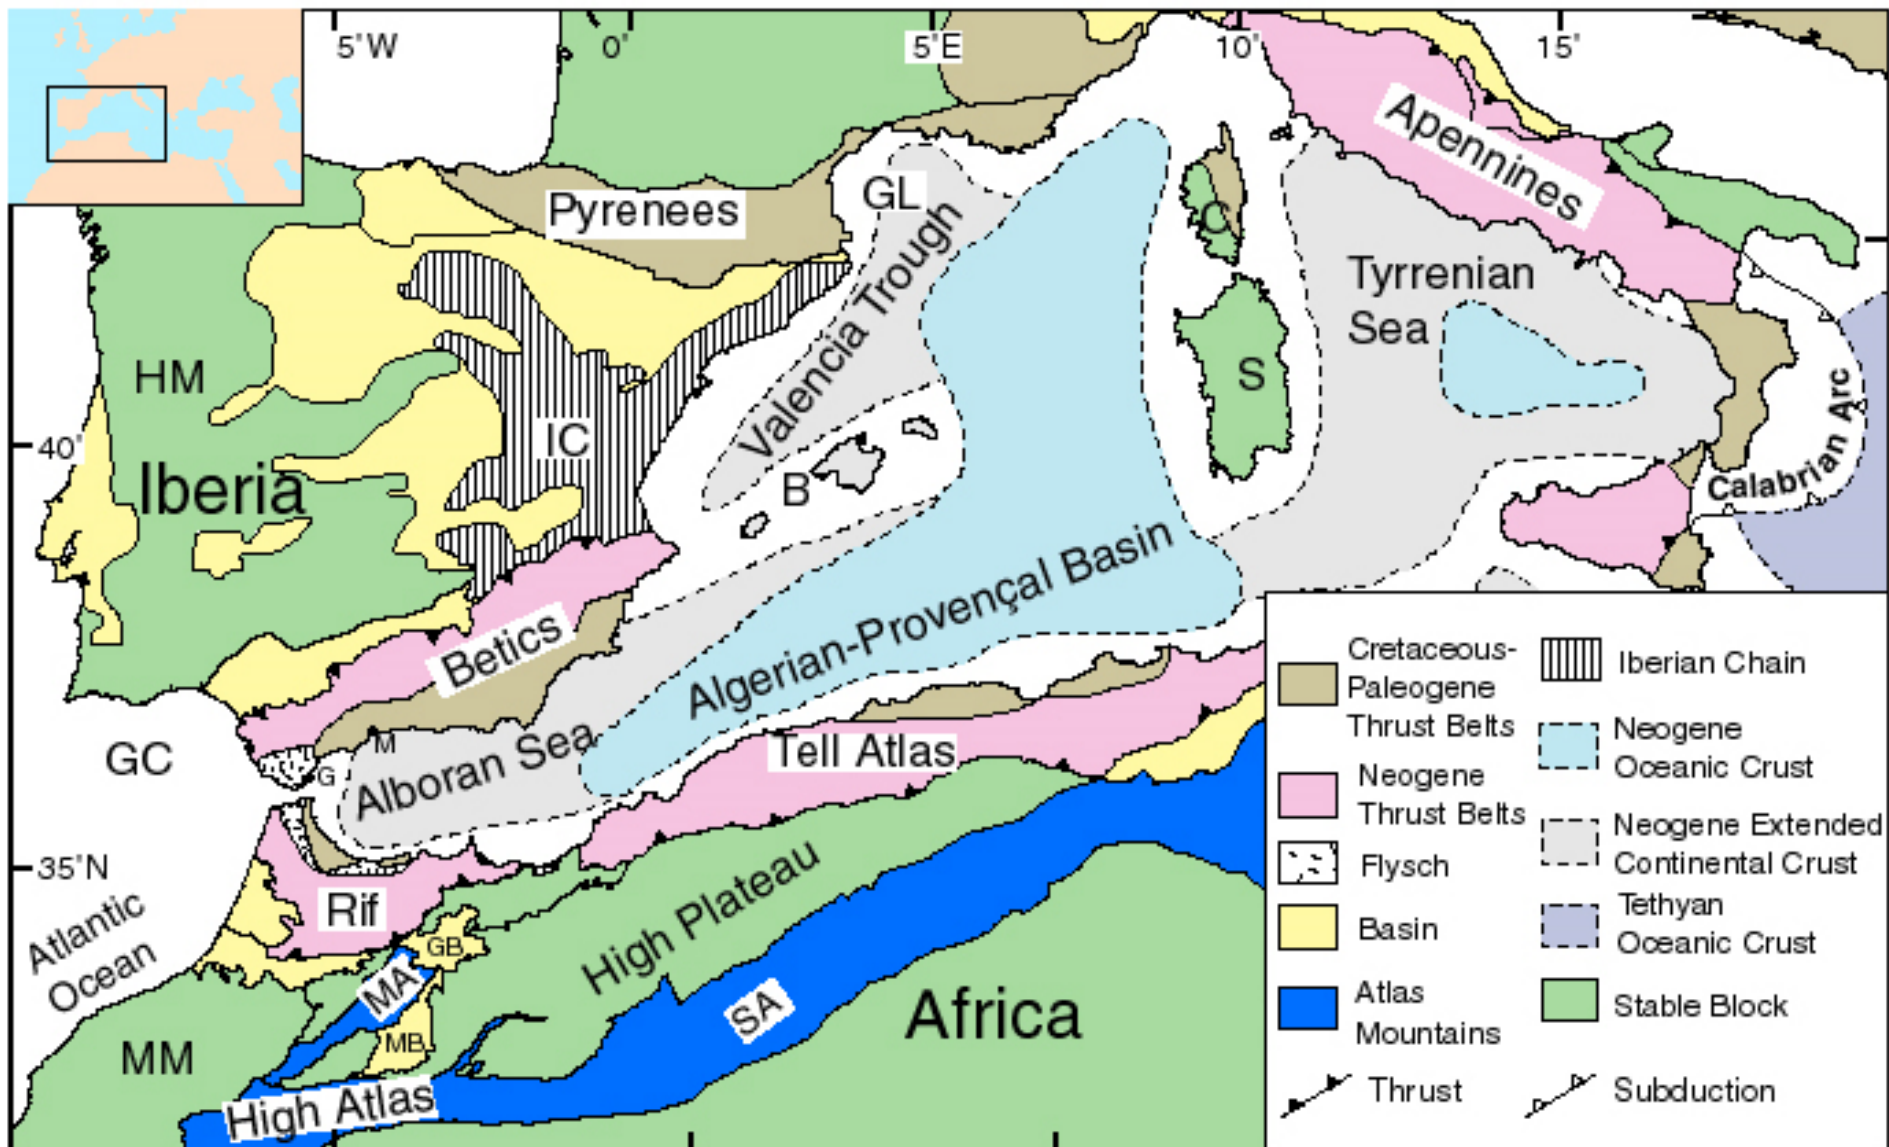 5'W
0'
5'E
10'
15'
Apennines
Pyrenees
GL
C
Tyrrenian
Sea
Valencia Trough
HM
S
IC
40'
Iberia
B
Calabrian Arc
Algerian-Provençal Basin
Betics
M
GC
G
Alboran Sea
Tell Atlas
35'N
Rif
High Plateau
Atlantic
Ocean
GB
MA
SA
Africa
MB
MM
High Atlas
Cretaceous-
Paleogene
Thrust Belts
Neogene
Thrust Belts
Flysch
Basin
Atlas
Mountains
Thrust
Iberian Chain
Neogene
Oceanic Crust
Neogene Extended
Continental Crust
Tethyan
Oceanic Crust
Stable Block
Subduction